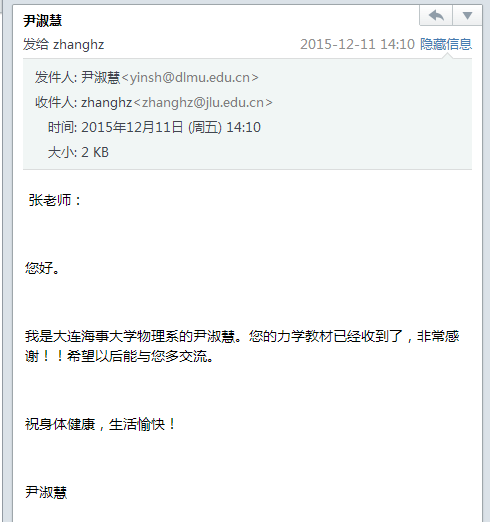 尹淑慧
发给 zhanghz
2015-12-11 14:10 隐藏信息
发件人: 尹淑慧<yinsh@dlmu.edu.cn>
收件人: zhanghz<zhanghz@jlu.edu.cn>
时间: 2015年12月11日 (周五) 14:10
大小: 2 KB
张老师：
您好。
我是大连海事大学物理系的尹淑慧。您的力学教材已经收到了，非常感
谢！！希望以后能与您多交流。
祝身体健康，生活愉快！
尹淑慧